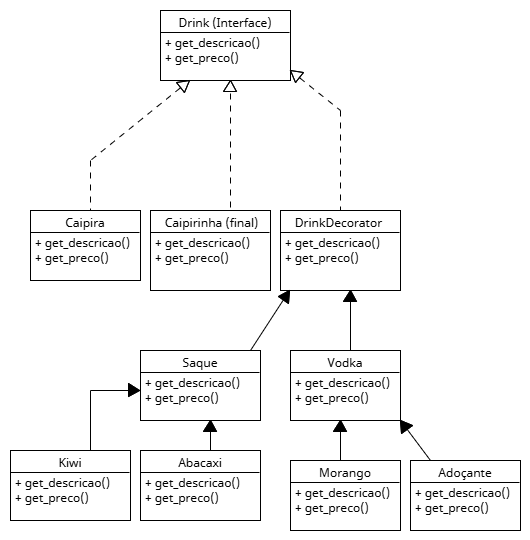 Drink (Interface)
+ get_descricao()
+ get_preco()
Caipira
+ get_descricao()
+ get_preco()
Caipirinha (final)
+ get_descricao()
+ get_preco()
DrinkDecorator
+ get_descricao()
+ get_preco()
Saque
+ get_descricao()
+ get_preco()
Vodka
+ get_descricao()
+ get_preco()
Kiwi
+ get_descricao()
+ get_preco()
Abacaxi
+ get_descricao()
+ get_preco()
Morango
+ get_descricao()
+ get_preco()
Adoçante
+ get_descricao()
+ get_preco()